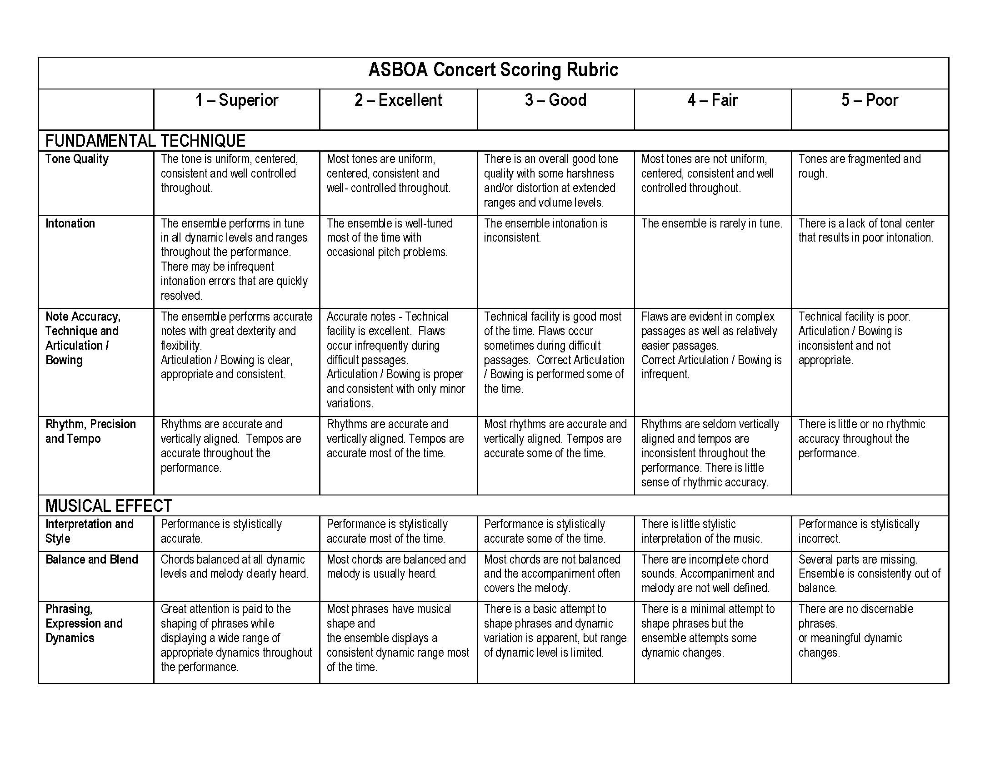 ASBOA Concert Scoring Rubric
1 – Superior
2 – Excellent
3 – Good
4 – Fair
5 – Poor
FUNDAMENTAL TECHNIQUE
Tone Quality
The tone is uniform, centered,
consistent and well controlled
throughout.
Most tones are uniform,
centered, consistent and
well- controlled throughout.
There is an overall good tone
quality with some harshness
and/or distortion at extended
ranges and volume levels.
Most tones are not uniform,
centered, consistent and well
controlled throughout.
Tones are fragmented and
rough.
Intonation
The ensemble performs in tune
in all dynamic levels and ranges
throughout the performance.
There may be infrequent
intonation errors that are quickly
resolved.
The ensemble is well-tuned
most of the time with
occasional pitch problems.
The ensemble intonation is
inconsistent.
The ensemble is rarely in tune.
There is a lack of tonal center
that results in poor intonation.
Note Accuracy,
Technique and
Articulation /
Bowing
The ensemble performs accurate
notes with great dexterity and
flexibility.
Articulation / Bowing is clear,
appropriate and consistent.
Accurate notes - Technical
facility is excellent.  Flaws
occur infrequently during
difficult passages.
Articulation / Bowing is proper
and consistent with only minor
variations.
Technical facility is good most
of the time. Flaws occur
sometimes during difficult
passages.  Correct Articulation
/ Bowing is performed some of
the time.
Flaws are evident in complex
passages as well as relatively
easier passages.
Correct Articulation / Bowing is
infrequent.
Technical facility is poor.
Articulation / Bowing is
inconsistent and not
appropriate.
Rhythm, Precision
and Tempo
Rhythms are accurate and
vertically aligned.  Tempos are
accurate throughout the
performance.
Rhythms are accurate and
vertically aligned. Tempos are
accurate most of the time.
Most rhythms are accurate and
vertically aligned. Tempos are
accurate some of the time.
Rhythms are seldom vertically
aligned and tempos are
inconsistent throughout the
performance. There is little
sense of rhythmic accuracy.
There is little or no rhythmic
accuracy throughout the
performance.
MUSICAL EFFECT
Interpretation and
Style
Performance is stylistically
accurate.
Performance is stylistically
accurate most of the time.
Performance is stylistically
accurate some of the time.
There is little stylistic
interpretation of the music.
Performance is stylistically
incorrect.
Balance and Blend
Chords balanced at all dynamic
levels and melody clearly heard.
Most chords are balanced and
melody is usually heard.
Most chords are not balanced
and the accompaniment often
covers the melody.
There are incomplete chord
sounds. Accompaniment and
melody are not well defined.
Several parts are missing.
Ensemble is consistently out of
balance.
Phrasing,
Expression and
Dynamics
Great attention is paid to the
shaping of phrases while
displaying a wide range of
appropriate dynamics throughout
the performance.
Most phrases have musical
shape and
the ensemble displays a
consistent dynamic range most
of the time.
There is a basic attempt to
shape phrases and dynamic
variation is apparent, but range
of dynamic level is limited.
There is a minimal attempt to
shape phrases but the
ensemble attempts some
dynamic changes.
There are no discernable
phrases.
or meaningful dynamic
changes.